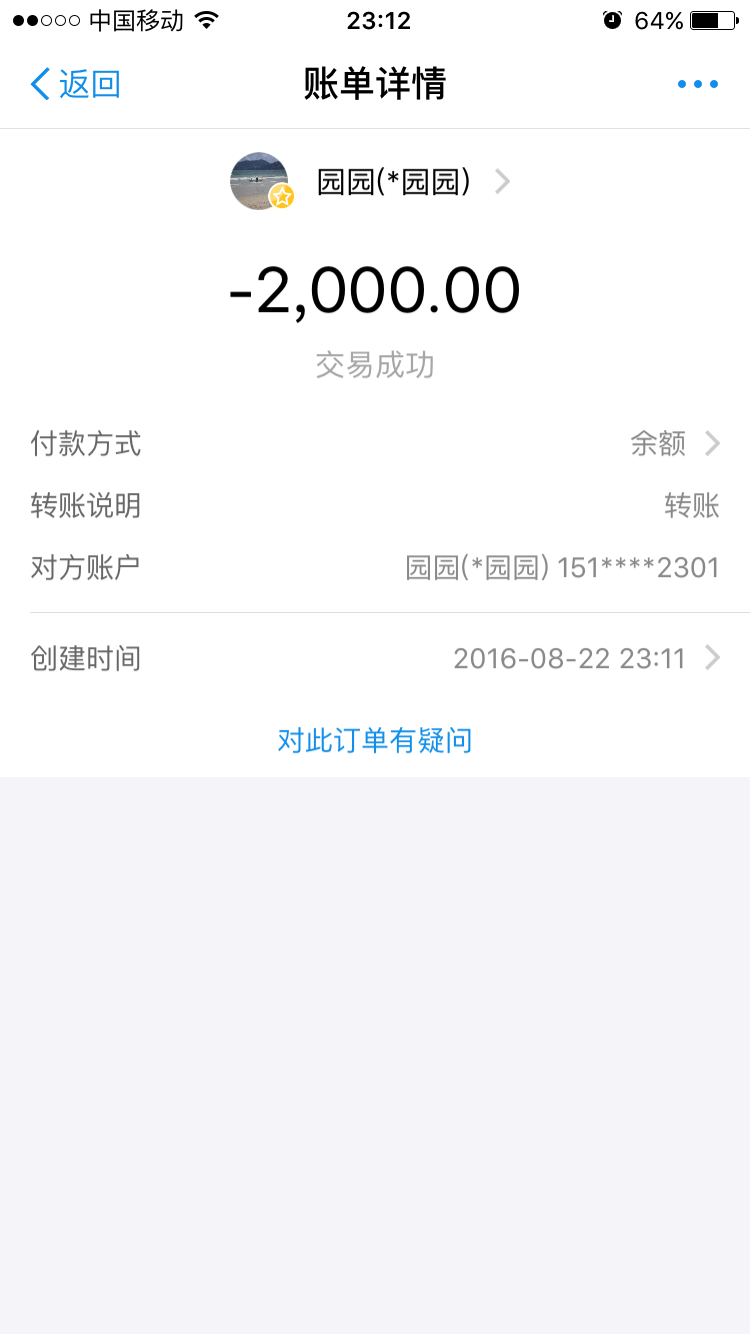 中国移动 23:12 64%
返回 账单详情
园园(*园园)
-2,000.00
交易成功
付款方式 余额
转账说明 转账
对方账户 园园(*园园) 151****2301
创建时间 2016-08-22 23:11
对此订单有疑问